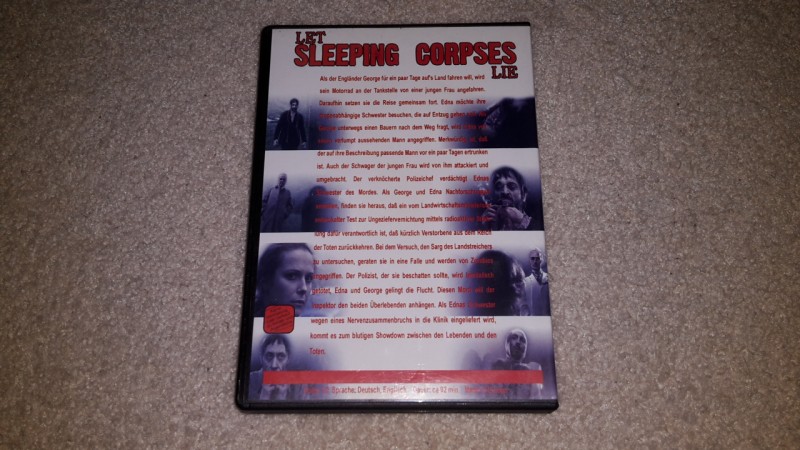 LET
SLEEPING CORPSES
LIE
Als der Engländer George für ein paar Tage auf's Land fahren will, wird
sein Motorrad an der Tankstelle von einer jungen Frau angefahren.
Daraufhin setzen sie die Reise gemeinsam fort. Edna möchte ihre
Schwester besuchen, die auf Entzug
unterwegs einen Bauern nach dem Weg fragt, wird
aussehenden Mann angegriffen.
der auf ihre Beschreibung passende Mann vor ein paar Tagen ertrunken
ist. Auch der Schwager der jungen Frau wird von ihm attackiert und
umgebracht. Der verknöcherte Polizeichef verdächtigt Ednas
des Mordes. Als George und Edna
finden sie heraus, daß ein vom
Test zur Ungeziefervernichtung mittels
dafür verantwortlich ist, daß kürzlich Verstorbene aus dem Reich
der Toten zurückkehren. Bei dem Versuch, den Sarg des Landstreichers
zu untersuchen, geraten sie in eine Falle und werden von Zombies
angegriffen. Der Polizist, der sie beschatten sollte, wird
getötet, Edna und George gelingt die Flucht. Diesen Mord will der
Inspektor den beiden Überlebenden anhängen. Als Ednas
wegen eines Nervenzusammenbruchs in die Klinik eingeliefert wird,
kommt es zum blutigen Showdown zwischen den Lebenden und den
Toten.
Sprache: Deutsch, Englisch